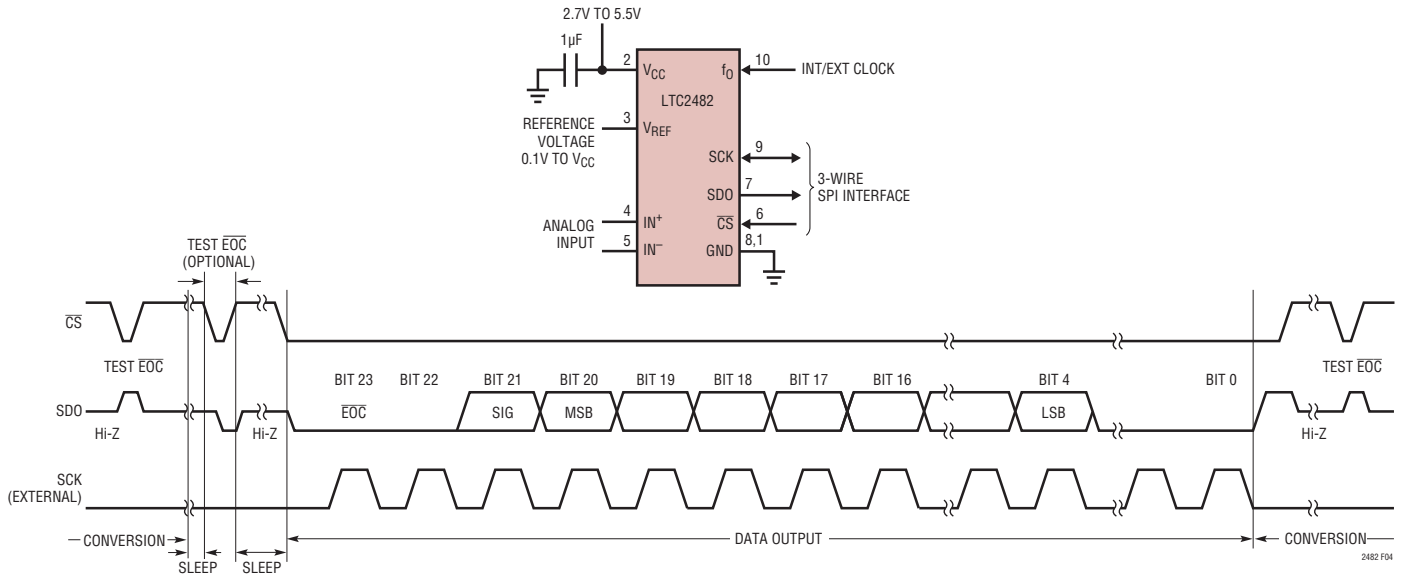 2.7V TO 5.5V
1µF
2
VCC
fO
10
INT/EXT CLOCK
LTC2482
REFERENCE
VOLTAGE
0.1V TO VCC
3
VREF
SCK
9
SDO
7
3-WIRE
SPI INTERFACE
ANALOG
INPUT
4
IN+
CS
6
5
IN–
GND
8,1
TEST EOC
(OPTIONAL)
CS
TEST EOC
BIT 23 BIT 22 BIT 21 BIT 20 BIT 19 BIT 18 BIT 17 BIT 16 BIT 4 BIT 0
TEST EOC
SDO
EOC SIG MSB LSB
Hi-Z Hi-Z Hi-Z
SCK
(EXTERNAL)
CONVERSION DATA OUTPUT CONVERSION
SLEEP SLEEP
2482 F04